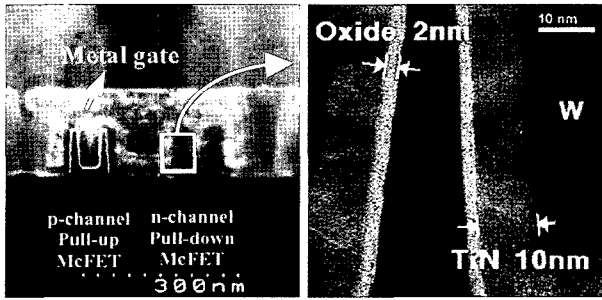 Metal gate
p-channel
Pull-up
McFET
n-channel
Pull-down
McFET
300nm
Oxide 2nm
10 nm
W
TiN 10nm